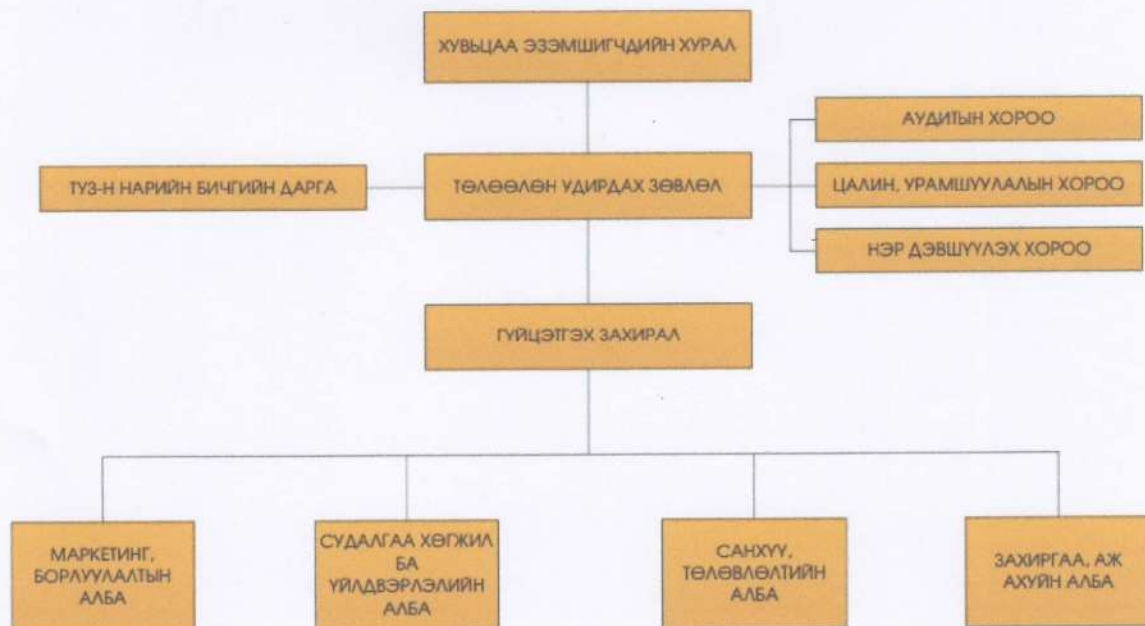 ХУВЬЦАА ЭЗЭМШИГЧДИЙН ХУРАЛ
АУДИТЫН ХОРОО
ТУЗ-Н НАРИЙН БИЧГИЙН ДАРГА
ТӨЛӨӨЛӨН УДИРДАХ ЗӨВЛӨЛ
ЦАЛИН, УРАМШУУЛАЛЫН ХОРОО
НЭР ДЭВШҮҮЛЭХ ХОРОО
ГҮЙЦЭТГЭХ ЗАХИРАЛ
МАРКЕТИНГ,
БОРЛУУЛАЛТЫН
АЛБА
СУДАЛГАА ХӨГЖИЛ
БА
ҮЙЛДВЭРЛЭЛИЙН
АЛБА
САНХҮҮ,
ТӨЛӨВЛӨЛТИЙН
АЛБА
ЗАХИРГАА, АЖ
АХУЙН АЛБА